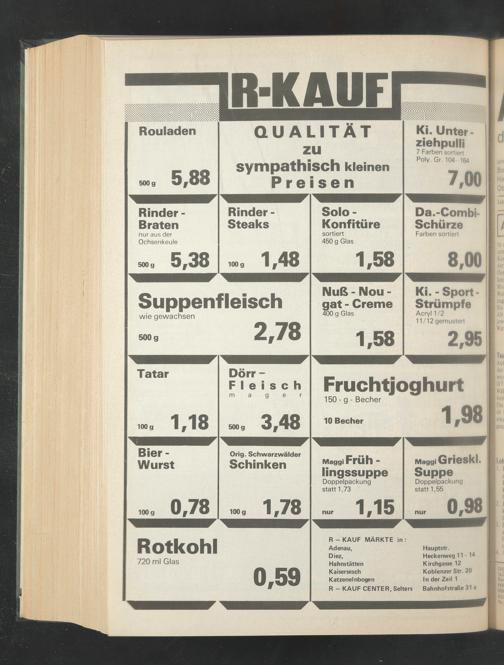 R-KAUF
Rouladen
500 g 5,88
QUALITÄT
zu
sympathisch kleinen
Preisen
Ki. Unter -
ziehpulli
7 Farben sortiert
Poly. Gr. 104 - 164
7,00
Rinder -
Braten
nur aus der
Ochsenkeule
500 g 5,38
Rinder -
Steaks
100 g 1,48
Solo -
Konfitüre
sortiert
450 g Glas
1,58
Da.-Combi-
Schürze
Farben sortiert
8,00
Suppenfleisch
wie gewachsen
500 g 2,78
Nuß - Nou -
gat - Creme
400 g Glas
1,58
Ki. - Sport -
Strümpfe
Acryl 1/2
11/12 gemustert
2,95
Tatar
100 g 1,18
Dörr –
Fleisch
mager
500 g 3,48
Fruchtjoghurt
150 - g - Becher
10 Becher 1,98
Bier -
Wurst
100 g 0,78
Orig. Schwarzwälder
Schinken
100 g 1,78
Maggi Früh -
lingssuppe
Doppelpackung
statt 1,73
nur 1,15
Maggi Grieskl.
Suppe
Doppelpackung
statt 1,55
nur 0,98
Rotkohl
720 ml Glas
0,59
R – KAUF MÄRKTE in :
Adenau, Hauptstr.
Diez, Heckenweg 11 - 14
Hahnstätten Kirchgasse 12
Kaisersesch Koblenzer Str. 20
Katzenelnbogen In der Zeil 1
R – KAUF CENTER, Selters Bahnhofstraße 31